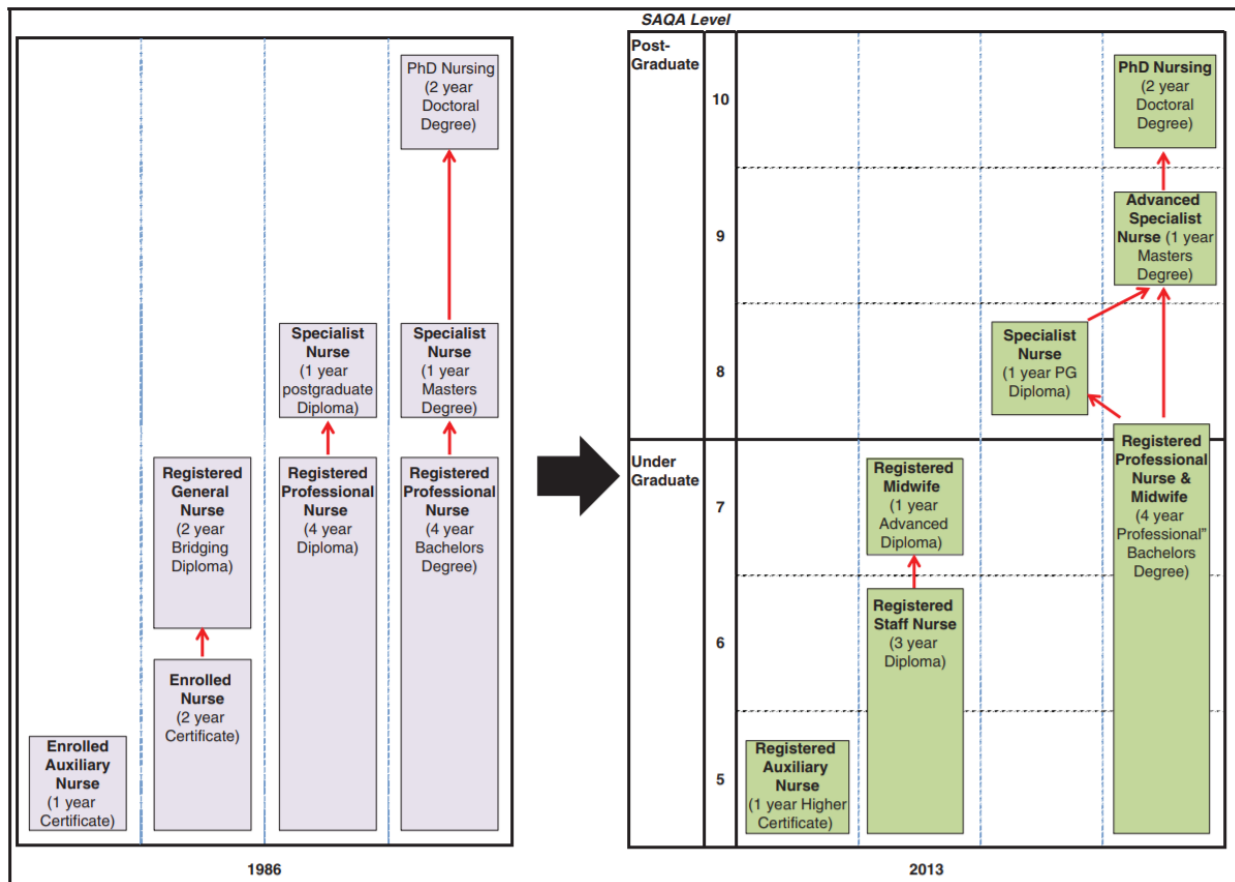 SAQA Level
PhD Nursing
(2 year
Doctoral
Degree)
Specialist
Nurse
(1 year
postgraduate
Diploma)
Specialist
Nurse
(1 year
Masters
Degree)
Registered
General
Nurse
(2 year
Bridging
Diploma)
Registered
Professional
Nurse
(4 year
Diploma)
Registered
Professional
Nurse
(4 year
Bachelors
Degree)
Enrolled
Nurse
(2 year
Certificate)
Enrolled
Auxiliary
Nurse
(1 year
Certificate)
1986
Post-
Graduate
10
PhD Nursing
(2 year
Doctoral
Degree)
9
Advanced
Specialist
Nurse (1 year
Masters
Degree)
8
Specialist
Nurse
(1 year PG
Diploma)
Under
Graduate
7
Registered
Midwife
(1 year
Advanced
Diploma)
Registered
Professional
Nurse &
Midwife
(4 year
Professional”
Bachelors
Degree)
6
Registered
Staff Nurse
(3 year
Diploma)
5
Registered
Auxiliary
Nurse
(1 year Higher
Certificate)
2013